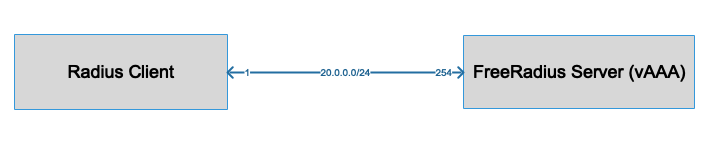 Radius Client
1
20.0.0.0/24
254
FreeRadius Server (vAAA)